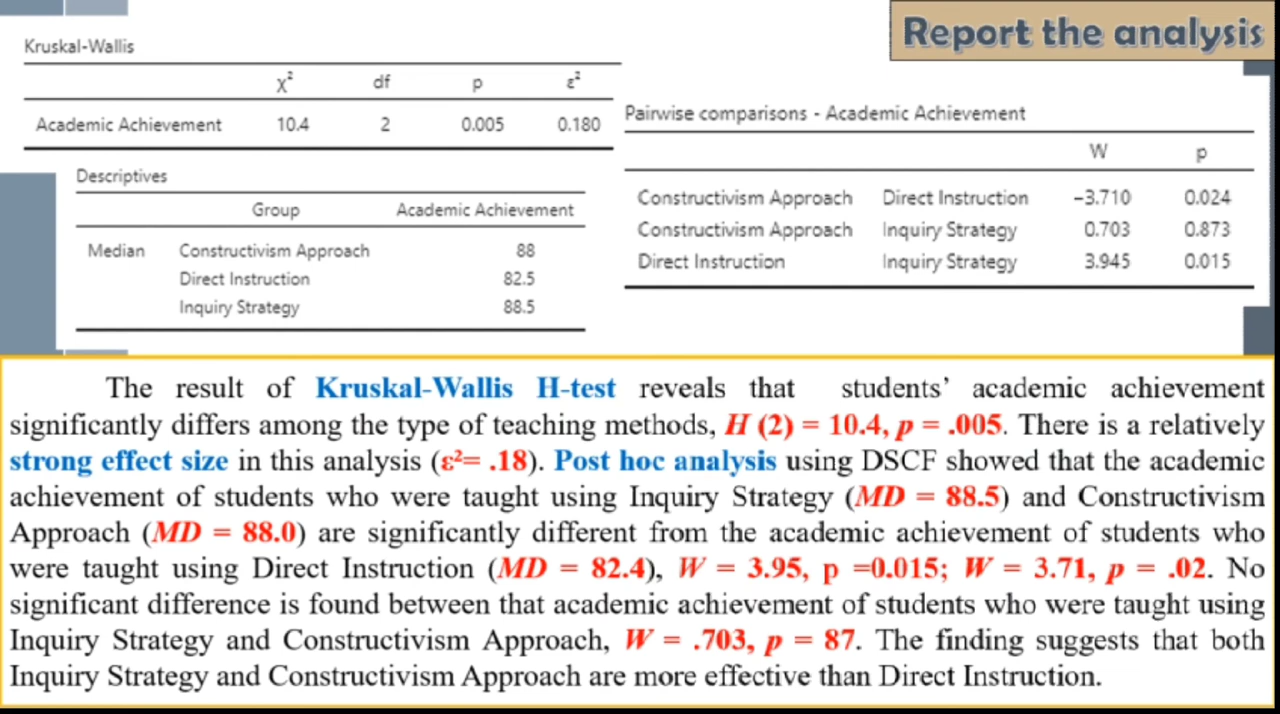 Report the analysis
Kruskal-Wallis
χ² df p ε²
Academic Achievement 10.4 2 0.005 0.180
Descriptives
Group Academic Achievement
Median Constructivism Approach 88
Direct Instruction 82.5
Inquiry Strategy 88.5
Pairwise comparisons - Academic Achievement
W p
Constructivism Approach Direct Instruction −3.710 0.024
Constructivism Approach Inquiry Strategy 0.703 0.873
Direct Instruction Inquiry Strategy 3.945 0.015
The result of Kruskal-Wallis H-test reveals that students’ academic achievement
significantly differs among the type of teaching methods, H (2) = 10.4, p = .005. There is a relatively
strong effect size in this analysis (ε²= .18). Post hoc analysis using DSCF showed that the academic
achievement of students who were taught using Inquiry Strategy (MD = 88.5) and Constructivism
Approach (MD = 88.0) are significantly different from the academic achievement of students who
were taught using Direct Instruction (MD = 82.4), W = 3.95, p =0.015; W = 3.71, p = .02. No
significant difference is found between that academic achievement of students who were taught using
Inquiry Strategy and Constructivism Approach, W = .703, p = 87. The finding suggests that both
Inquiry Strategy and Constructivism Approach are more effective than Direct Instruction.